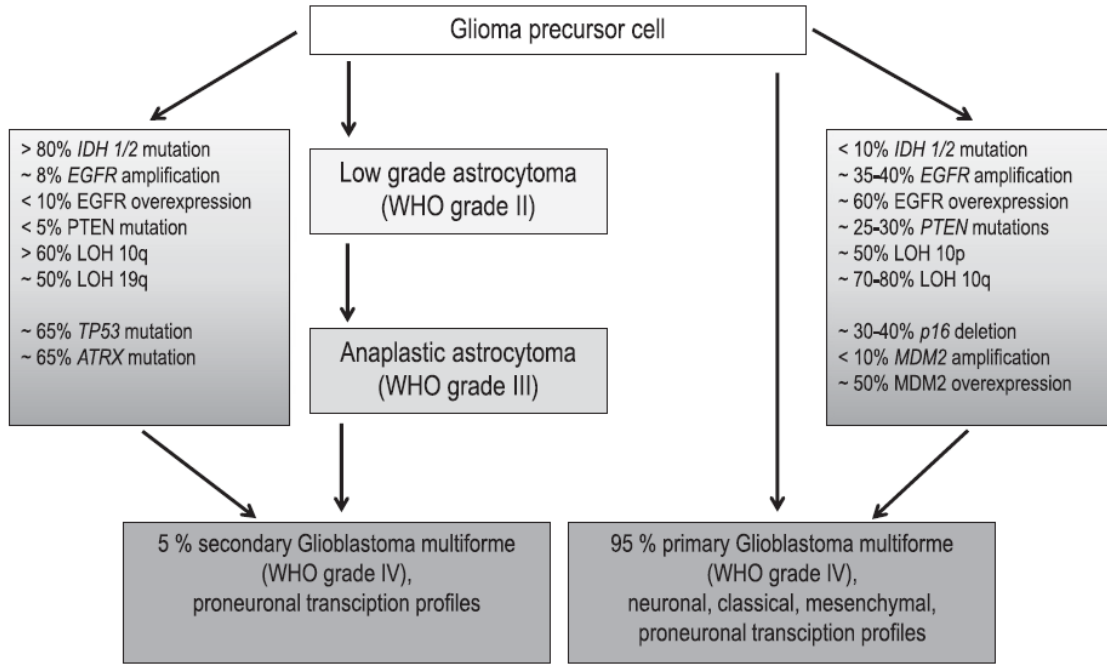 Glioma precursor cell
> 80% IDH 1/2 mutation
~ 8% EGFR amplification
< 10% EGFR overexpression
< 5% PTEN mutation
> 60% LOH 10q
~ 50% LOH 19q
~ 65% TP53 mutation
~ 65% ATRX mutation
Low grade astrocytoma
(WHO grade II)
Anaplastic astrocytoma
(WHO grade III)
< 10% IDH 1/2 mutation
~ 35-40% EGFR amplification
~ 60% EGFR overexpression
~ 25-30% PTEN mutations
~ 50% LOH 10p
~ 70-80% LOH 10q
~ 30-40% p16 deletion
< 10% MDM2 amplification
~ 50% MDM2 overexpression
5 % secondary Glioblastoma multiforme
(WHO grade IV),
proneuronal transciption profiles
95 % primary Glioblastoma multiforme
(WHO grade IV),
neuronal, classical, mesenchymal,
proneuronal transciption profiles